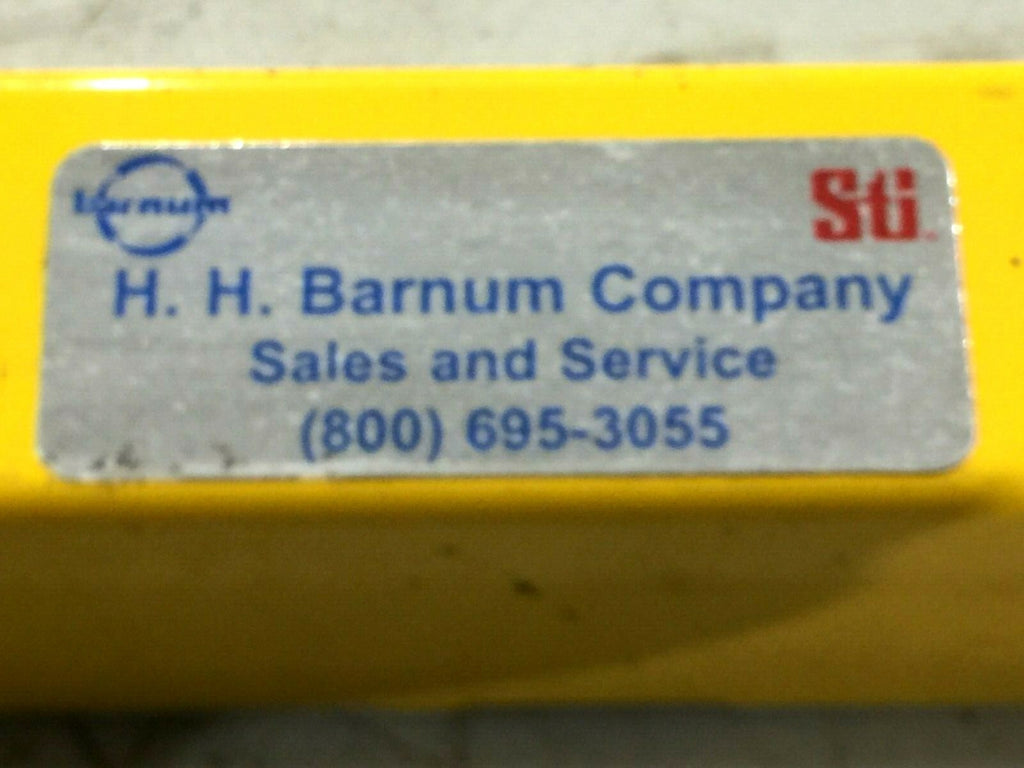 barnum
Sti
H. H. Barnum Company
Sales and Service
(800) 695-3055